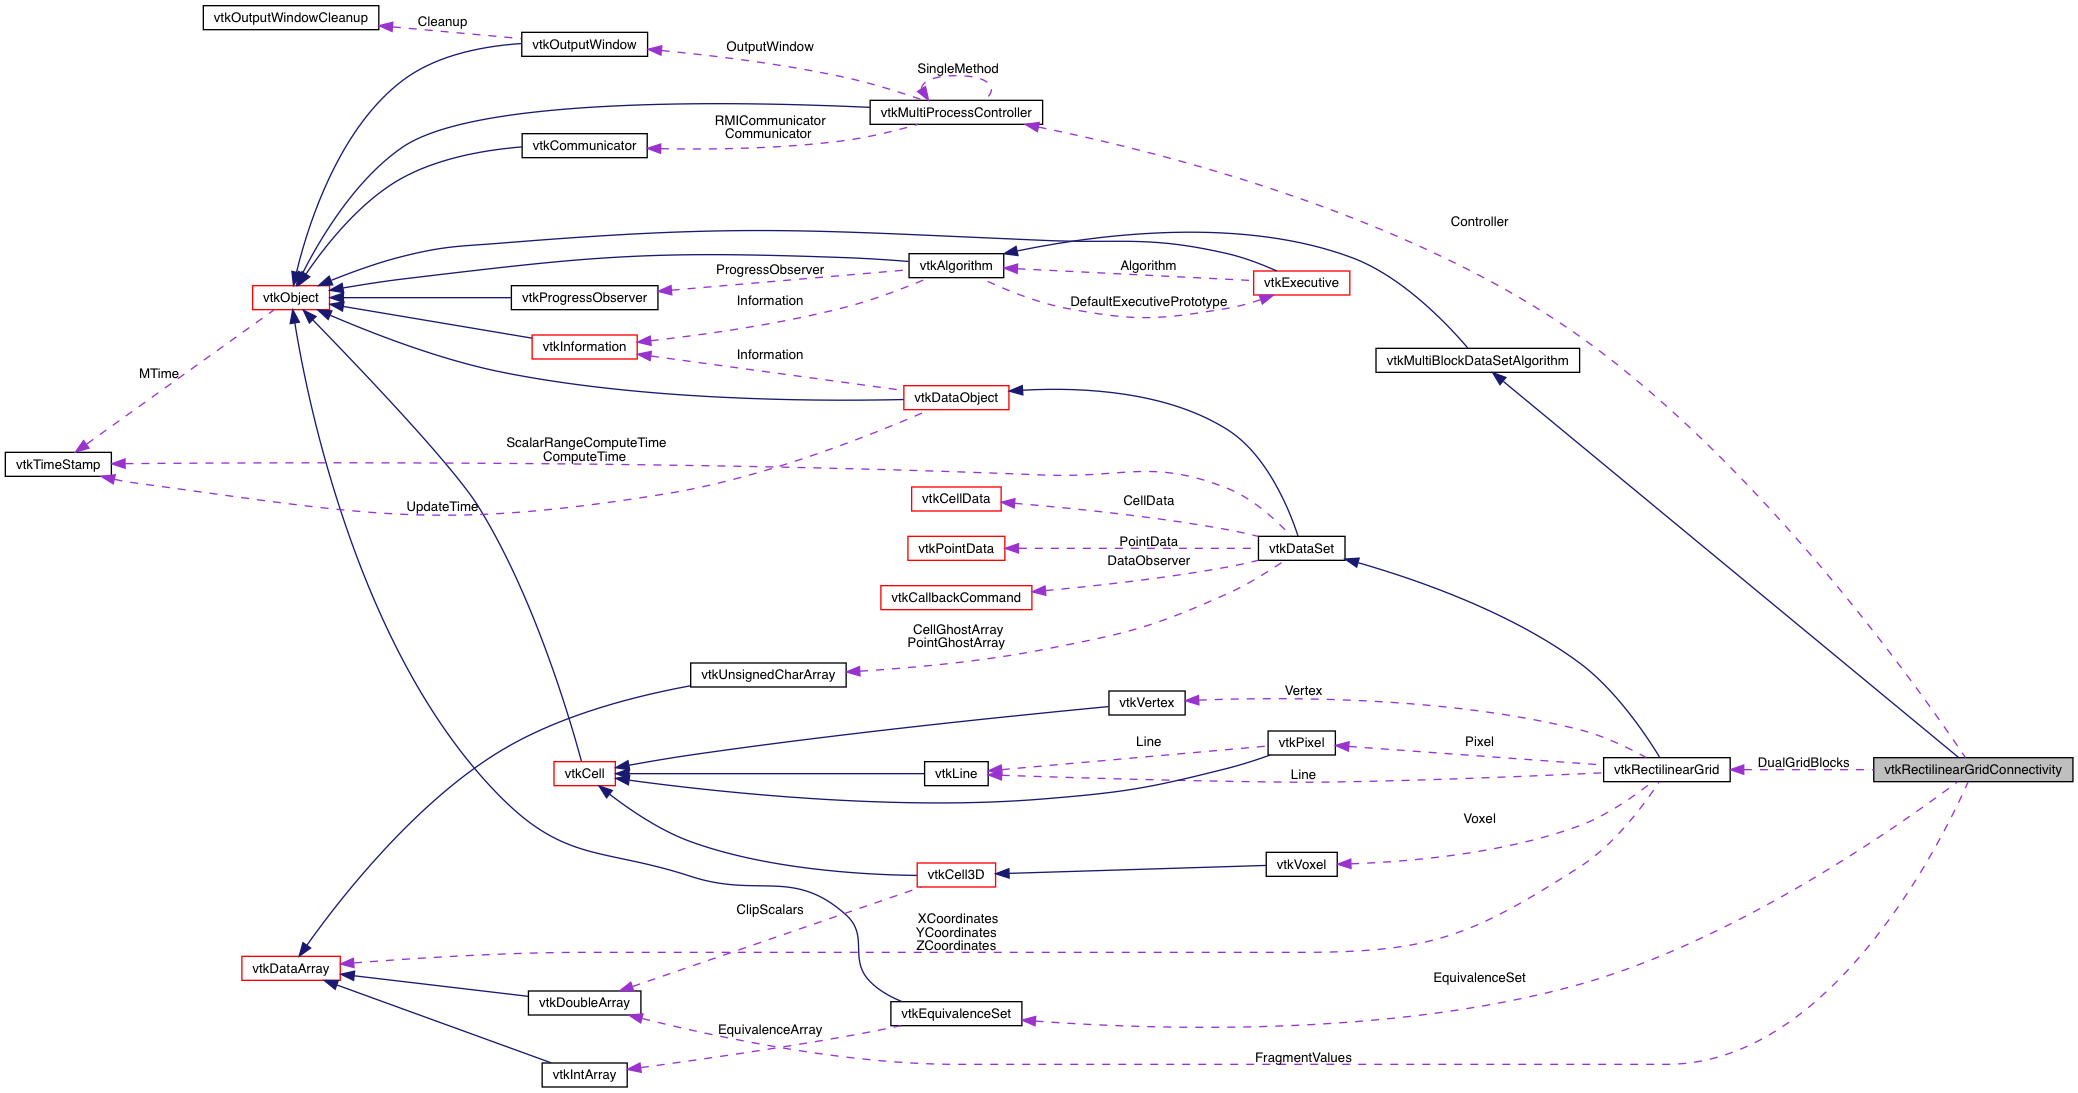 vtkOutputWindowCleanup
Cleanup
vtkOutputWindow
OutputWindow
SingleMethod
vtkMultiProcessController
RMICommunicator
Communicator
vtkCommunicator
Controller
vtkAlgorithm
ProgressObserver
Algorithm
vtkExecutive
vtkObject
vtkProgressObserver
Information
DefaultExecutivePrototype
vtkInformation
Information
vtkMultiBlockDataSetAlgorithm
MTime
vtkDataObject
ScalarRangeComputeTime
ComputeTime
vtkTimeStamp
UpdateTime
vtkCellData
CellData
vtkPointData
PointData
vtkDataSet
DataObserver
vtkCallbackCommand
CellGhostArray
PointGhostArray
vtkUnsignedCharArray
vtkVertex
Vertex
vtkPixel
Pixel
Line
vtkCell
vtkLine
Line
vtkRectilinearGrid
DualGridBlocks
vtkRectilinearGridConnectivity
Voxel
vtkCell3D
vtkVoxel
ClipScalars
XCoordinates
YCoordinates
ZCoordinates
vtkDataArray
EquivalenceSet
vtkDoubleArray
vtkEquivalenceSet
EquivalenceArray
FragmentValues
vtkIntArray